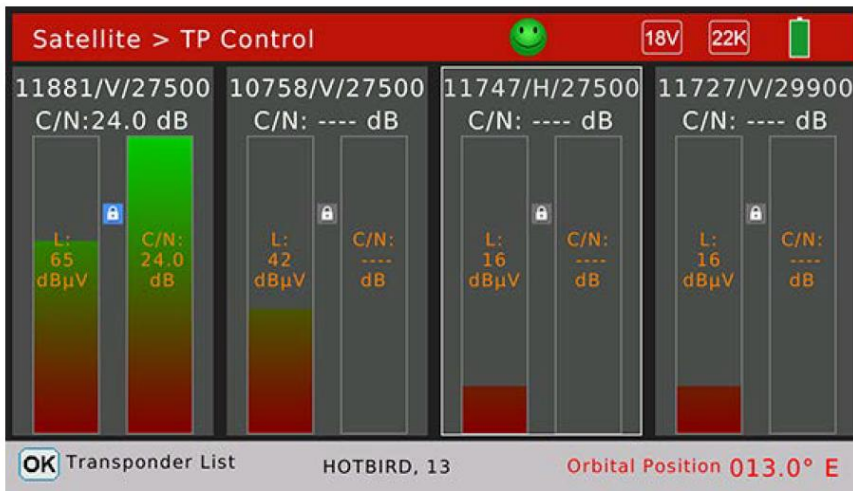 Satellite > TP Control
18V
22K
11881/V/27500
10758/V/27500
11747/H/27500
11727/V/29900
C/N:24.0 dB
C/N: ---- dB
C/N: ---- dB
C/N: ---- dB
L:
65
dBµV
C/N:
24.0
dB
L:
42
dBµV
C/N:
----
dB
L:
16
dBµV
C/N:
----
dB
L:
16
dBµV
C/N:
----
dB
OK Transponder List
HOTBIRD, 13
Orbital Position 013.0° E